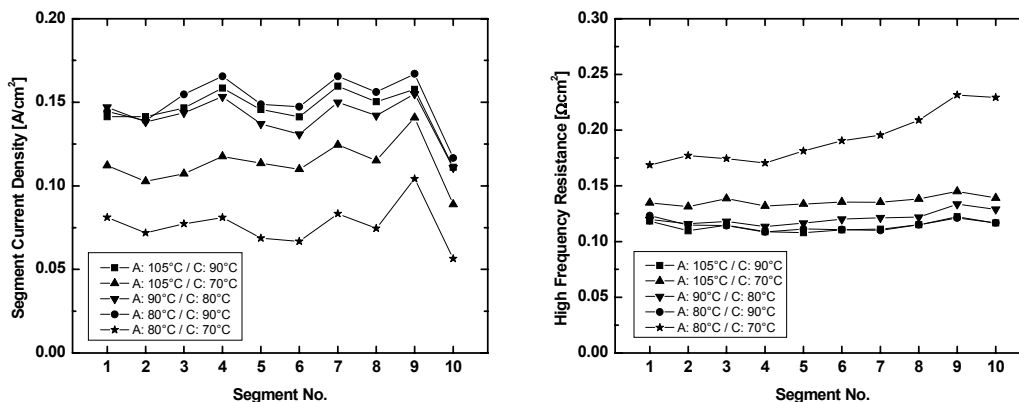 0.20
0.15
0.10
0.05
0.00
Segment Current Density [A/cm²]
A: 105°C / C: 90°C
A: 105°C / C: 70°C
A: 90°C / C: 80°C
A: 80°C / C: 90°C
A: 80°C / C: 70°C
1 2 3 4 5 6 7 8 9 10
Segment No.
0.30
0.25
0.20
0.15
0.10
0.05
0.00
High Frequency Resistance [Ωcm²]
A: 105°C / C: 90°C
A: 105°C / C: 70°C
A: 90°C / C: 80°C
A: 80°C / C: 90°C
A: 80°C / C: 70°C
1 2 3 4 5 6 7 8 9 10
Segment No.